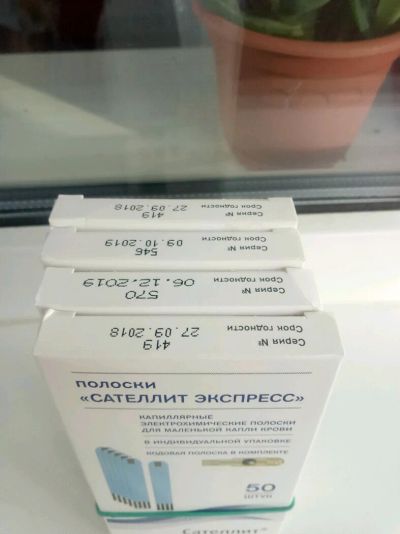 Серия № 419
Срок годности 27.09.2018
Серия № 546
Срок годности 09.10.2019
Серия № 570
Срок годности 06.12.2019
Серия № 419
Срок годности 27.09.2018
ПОЛОСКИ
«САТЕЛЛИТ ЭКСПРЕСС»
КАПИЛЛЯРНЫЕ
ЭЛЕКТРОХИМИЧЕСКИЕ ПОЛОСКИ
ДЛЯ МАЛЕНЬКОЙ КАПЛИ КРОВИ
В ИНДИВИДУАЛЬНОЙ УПАКОВКЕ
КОДОВАЯ ПОЛОСКА В КОМПЛЕКТЕ
50
ШТУК
Сателлит®